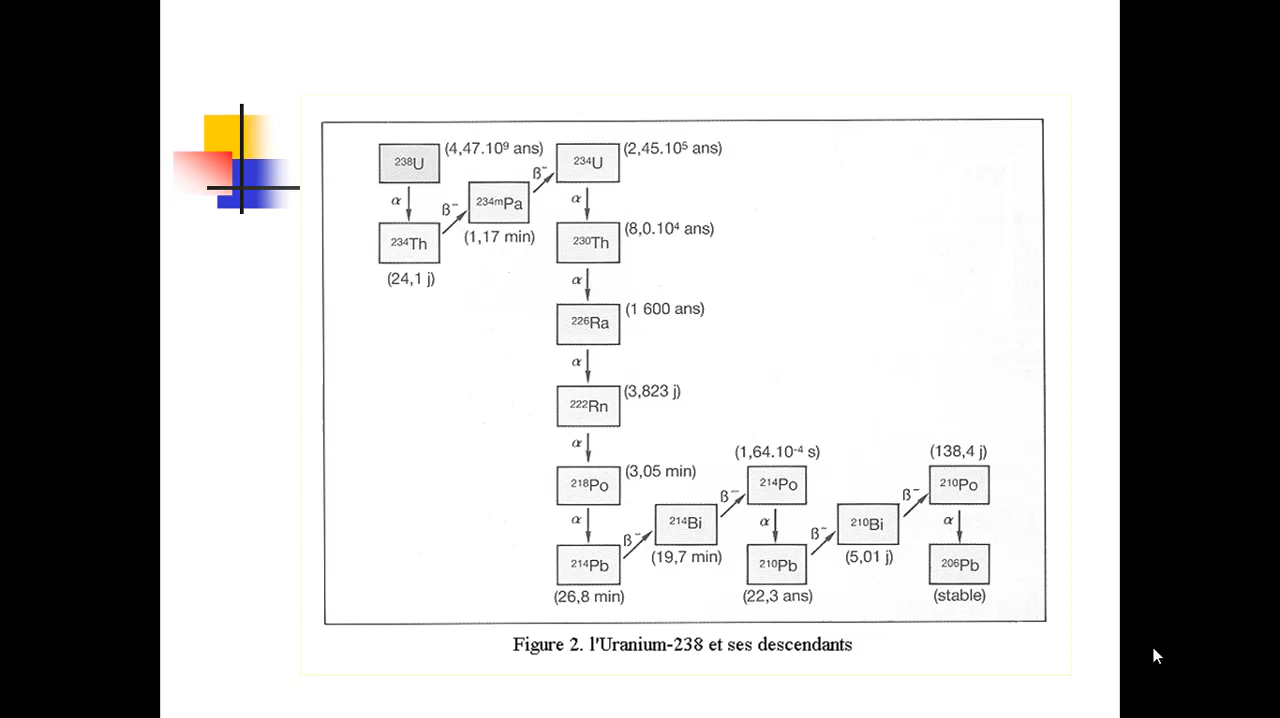 ²³⁸U (4,47.10⁹ ans)
α
²³⁴Th
(24,1 j)
β⁻
²³⁴ᵐPa
(1,17 min)
β⁻
²³⁴U (2,45.10⁵ ans)
α
²³⁰Th (8,0.10⁴ ans)
α
²²⁶Ra (1 600 ans)
α
²²²Rn (3,823 j)
α
²¹⁸Po (3,05 min)
α
²¹⁴Pb
(26,8 min)
β⁻
²¹⁴Bi
(19,7 min)
β⁻
(1,64.10⁻⁴ s)
²¹⁴Po
α
²¹⁰Pb
(22,3 ans)
β⁻
²¹⁰Bi
(5,01 j)
β⁻
(138,4 j)
²¹⁰Po
α
²⁰⁶Pb
(stable)
Figure 2. l'Uranium-238 et ses descendants